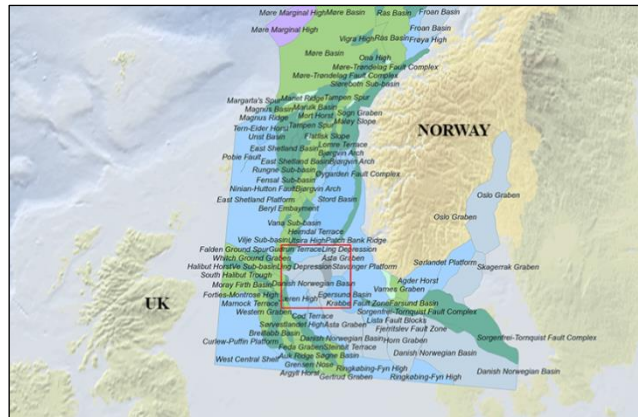 Møre Marginal High Møre Basin Rås Basin Froan Basin
Møre Marginal High Vigra High Rås Basin Froan Basin
Frøya High
Møre Basin Ona High
Møre-Trøndelag Fault Complex
Møre-Trøndelag Fault Complex
Slørebotn Sub-basin
Margarta's Spur Manet Ridge Tampen Spur
Magnus Basin Marulk Basin
Magnus Ridge Mort Horst Sogn Graben
Tern-Eider Horst Tampen Spur Måløy Slope
Unst Basin Flatfisk Slope
East Shetland Basin Lomre Terrace
Pobie Fault Bjørgvin Arch
East Shetland Basin Bjørgvin Arch
Rungne Sub-basin
Fensal Sub-basin Øygarden Fault Complex
Ninian-Hutton Fault Bjørgvin Arch
East Shetland Platform Stord Basin
Beryl Embayment
Vana Sub-basin
Heimdal Terrace
Vilje Sub-basin Utsira High Patch Bank Ridge
Falden Ground Spur Gudrun Terrace Ling Depression
Whitch Ground Graben Åsta Graben
Halibut Horst Ve Sub-basin Ling Depression Stavanger Platform
South Halibut Trough
Moray Firth Basin Danish Norwegian Basin
Forties-Montrose High Jæren High Egersund Basin
Marnock Terrace Krabbe Fault Zone Farsund Basin
Western Graben Cod Terrace
Sørvestlandet High Åsta Graben
Breiflabb Basin Danish Norwegian Basin
Curlew-Puffin Platform Feda Graben Steinbit Terrace
West Central Shelf Auk Ridge Søgne Basin
Grensen Nose
Argyll Horst Gertrud Graben
Ringkøbing-Fyn High
Ringkøbing-Fyn High
NORWAY
UK
Oslo Graben
Oslo Graben
Skagerrak Graben
Sørlandet Platform
Ager Horst
Varnes Graben
Sorgenfrei-Tornquist Fault Complex
Lista Fault Blocks
Fjerritslev Fault Zone
Horn Graben
Sorgenfrei-Tornquist Fault Complex
Danish Norwegian Basin
Danish Norwegian Basin